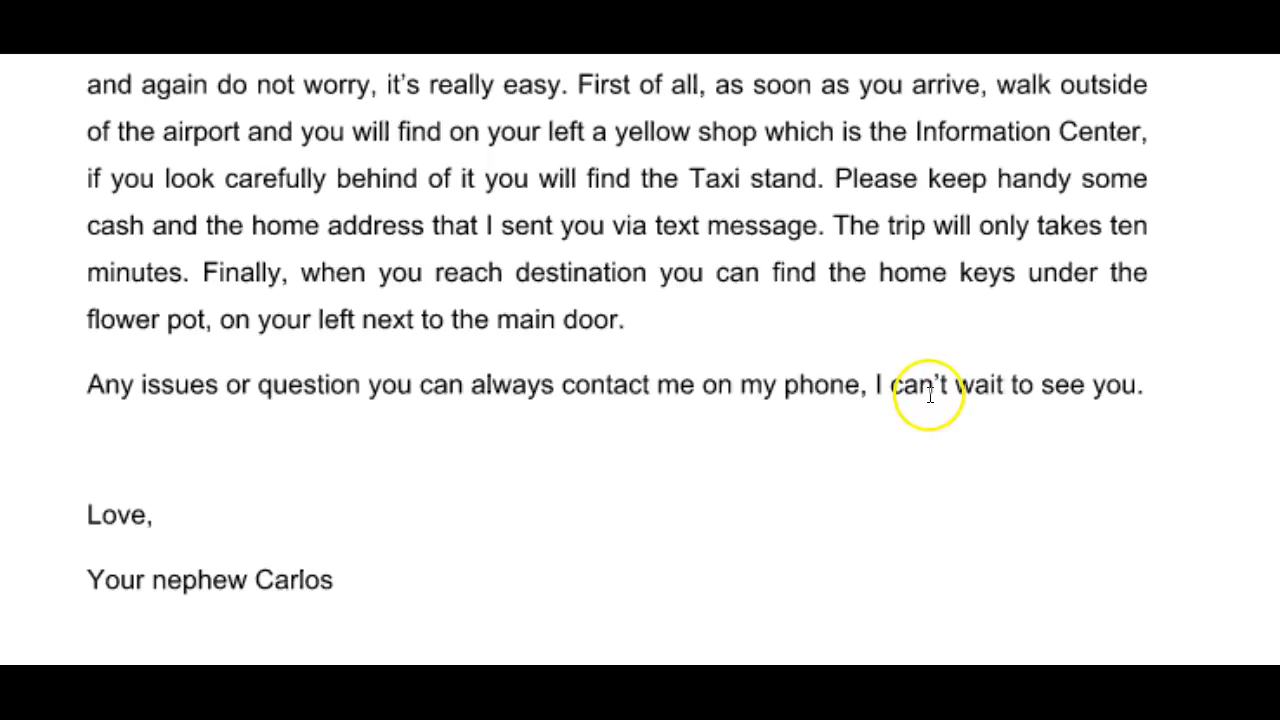 and again do not worry, it’s really easy. First of all, as soon as you arrive, walk outside
of the airport and you will find on your left a yellow shop which is the Information Center,
if you look carefully behind of it you will find the Taxi stand. Please keep handy some
cash and the home address that I sent you via text message. The trip will only takes ten
minutes. Finally, when you reach destination you can find the home keys under the
flower pot, on your left next to the main door.
Any issues or question you can always contact me on my phone, I can’t wait to see you.
Love,
Your nephew Carlos